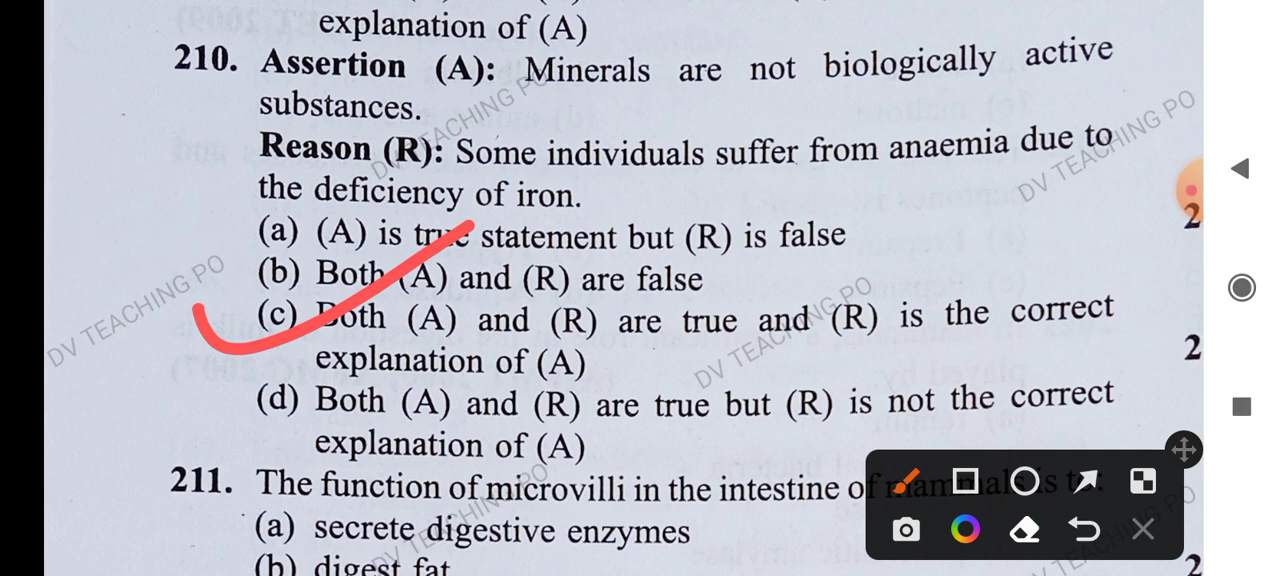 explanation of (A)
210. Assertion (A): Minerals are not biologically active
substances.
Reason (R): Some individuals suffer from anaemia due to
the deficiency of iron.
(a) (A) is true statement but (R) is false
(b) Both (A) and (R) are false
(c) Both (A) and (R) are true and (R) is the correct
explanation of (A)
(d) Both (A) and (R) are true but (R) is not the correct
explanation of (A)
211. The function of microvilli in the intestine of mammals is to:
(a) secrete digestive enzymes
(b) digest fat
2
2
2
DV TEACHING PO
DV TEACHING PO
DV TEACHING PO
DV TEACHING PO
DV TEACHING PO